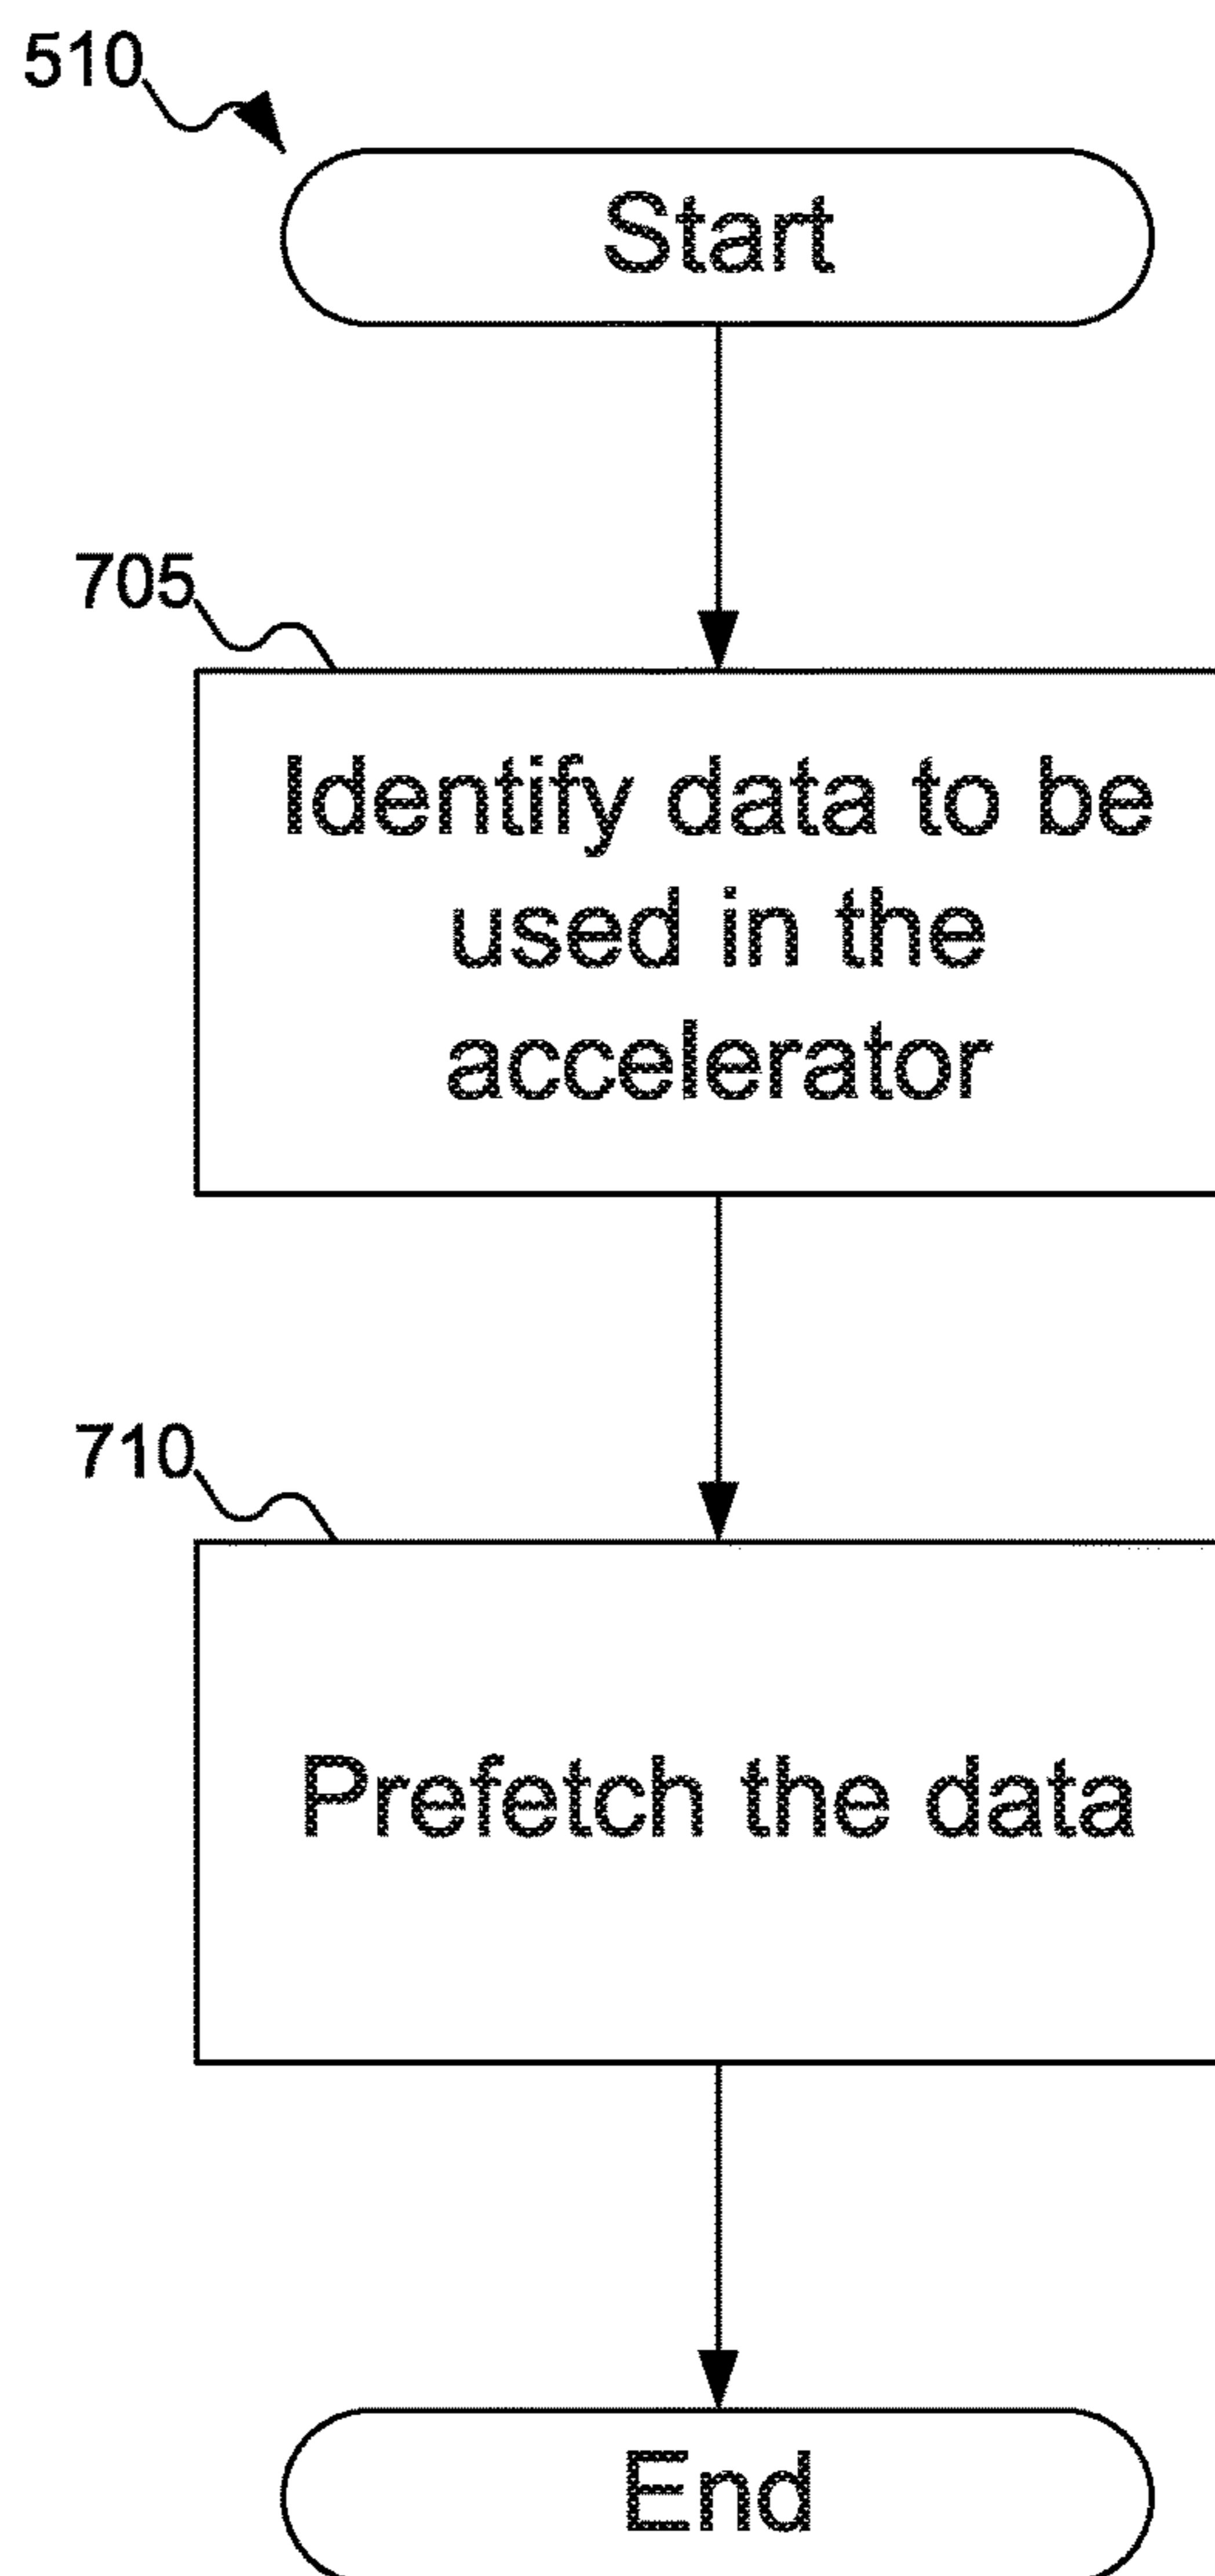 510
Start
705
Identify data to be
used in the
accelerator
710
Prefetch the data
End